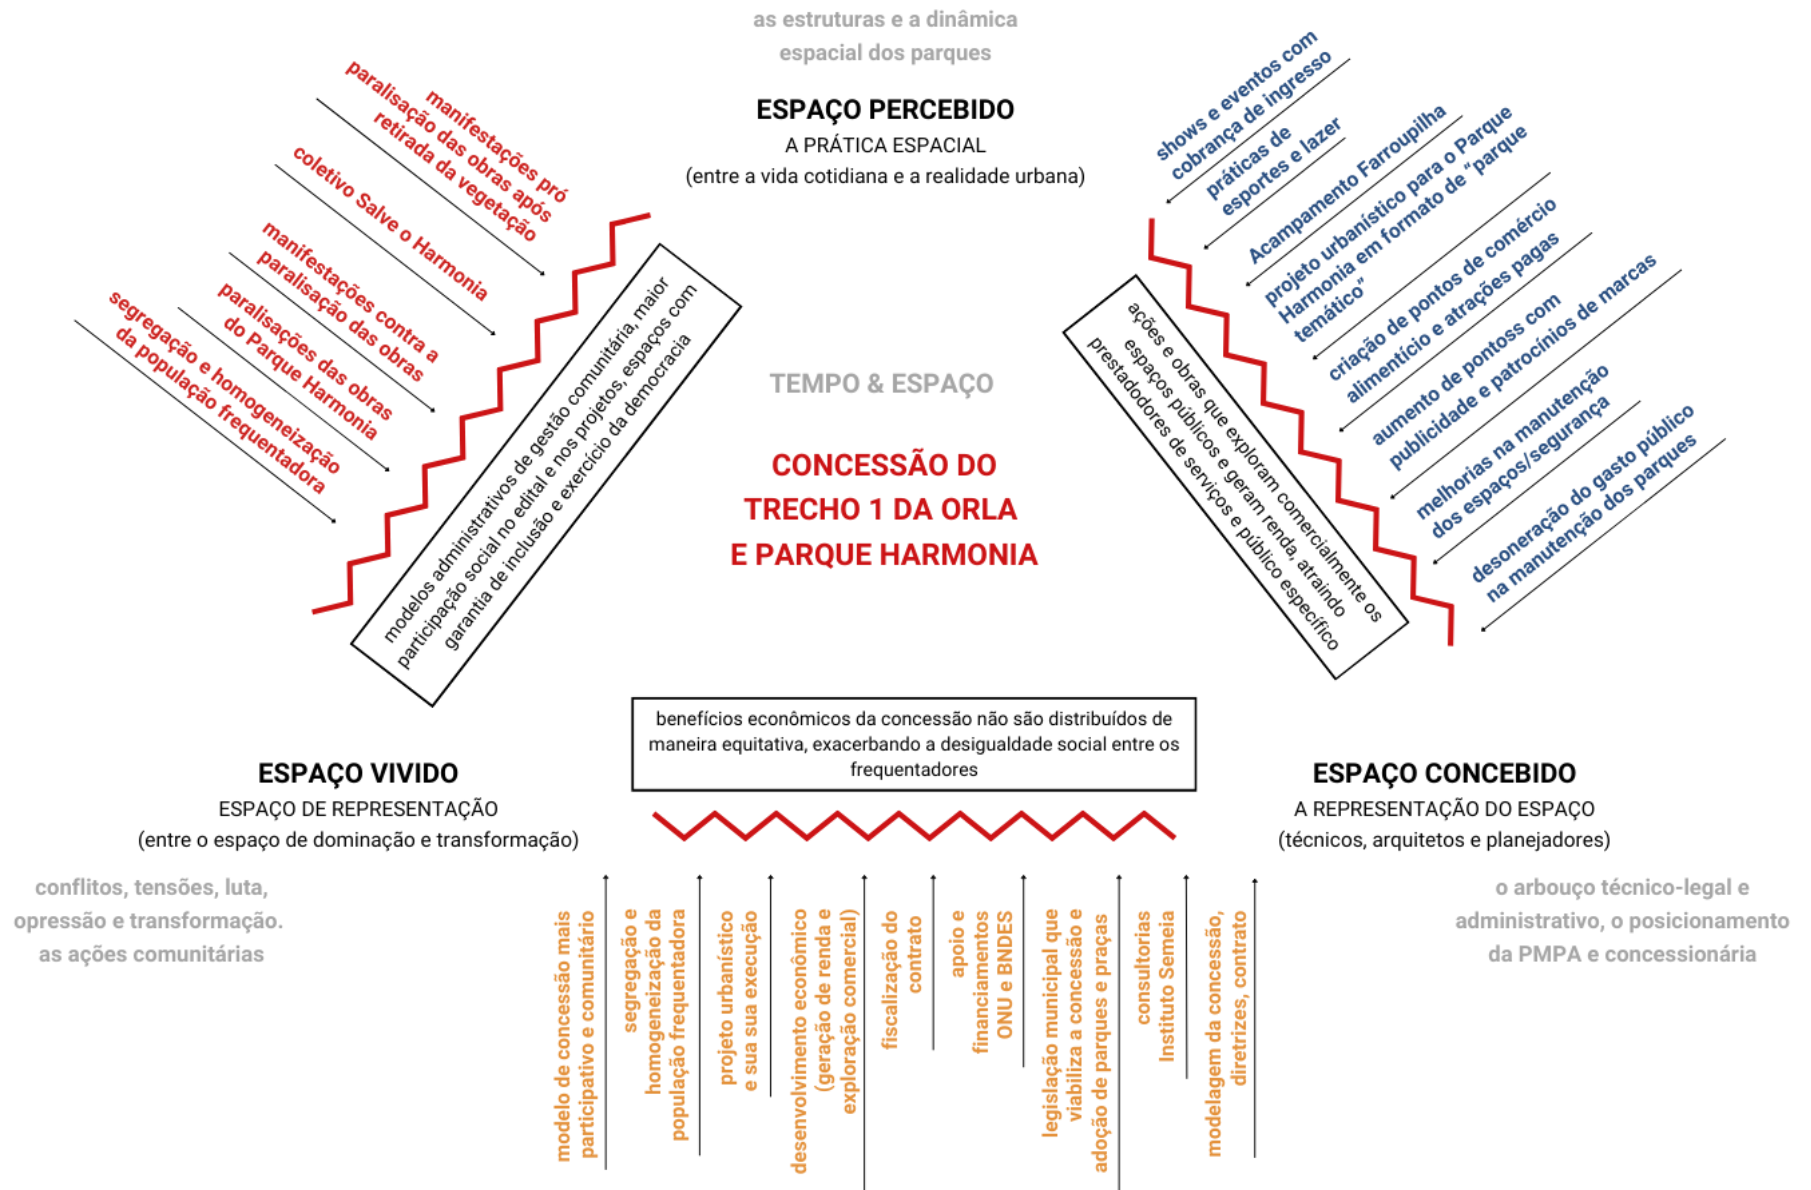 as estruturas e a dinâmica
espacial dos parques
ESPAÇO PERCEBIDO
A PRÁTICA ESPACIAL
(entre a vida cotidiana e a realidade urbana)
manifestações pró
paralisação das obras após
retirada da vegetação
coletivo Salve o Harmonia
manifestações contra a
paralisação das obras
paralisações das obras
do Parque Harmonia
segregação e homogeneização
da população frequentadora
modelos administrativos de gestão comunitária, maior
participação social no edital e nos projetos, espaços com
garantia de inclusão e exercício da democracia
shows e eventos com
cobrança de ingresso
práticas de
esportes e lazer
Acampamento Farroupilha
projeto urbanístico para o Parque
Harmonia em formato de "parque
temático"
criação de pontos de comércio
alimentício e atrações pagas
aumento de pontoss com
publicidade e patrocínios de marcas
melhorias na manutenção
dos espaços/segurança
desoneração do gasto público
na manutenção dos parques
ações e obras que exploram comercialmente os
espaços públicos e geram renda, atraindo
prestadodores de serviços e público específico
TEMPO & ESPAÇO
CONCESSÃO DO
TRECHO 1 DA ORLA
E PARQUE HARMONIA
benefícios econômicos da concessão não são distribuídos de
maneira equitativa, exacerbando a desigualdade social entre os
frequentadores
ESPAÇO VIVIDO
ESPAÇO DE REPRESENTAÇÃO
(entre o espaço de dominação e transformação)
conflitos, tensões, luta,
opressão e transformação.
as ações comunitárias
ESPAÇO CONCEBIDO
A REPRESENTAÇÃO DO ESPAÇO
(técnicos, arquitetos e planejadores)
o arbouço técnico-legal e
administrativo, o posicionamento
da PMPA e concessionária
modelo de concessão mais
participativo e comunitário
segregação e
homogeneização da
população frequentadora
projeto urbanístico
e sua sua execução
desenvolvimento econômico
(geração de renda e
exploração comercial)
fiscalização do
contrato
apoio e
financiamentos
ONU e BNDES
legislação municipal que
viabiliza a concessão e
adoção de parques e praças
consultorias
Instituto Semeia
modelagem da concessão,
diretrizes, contrato